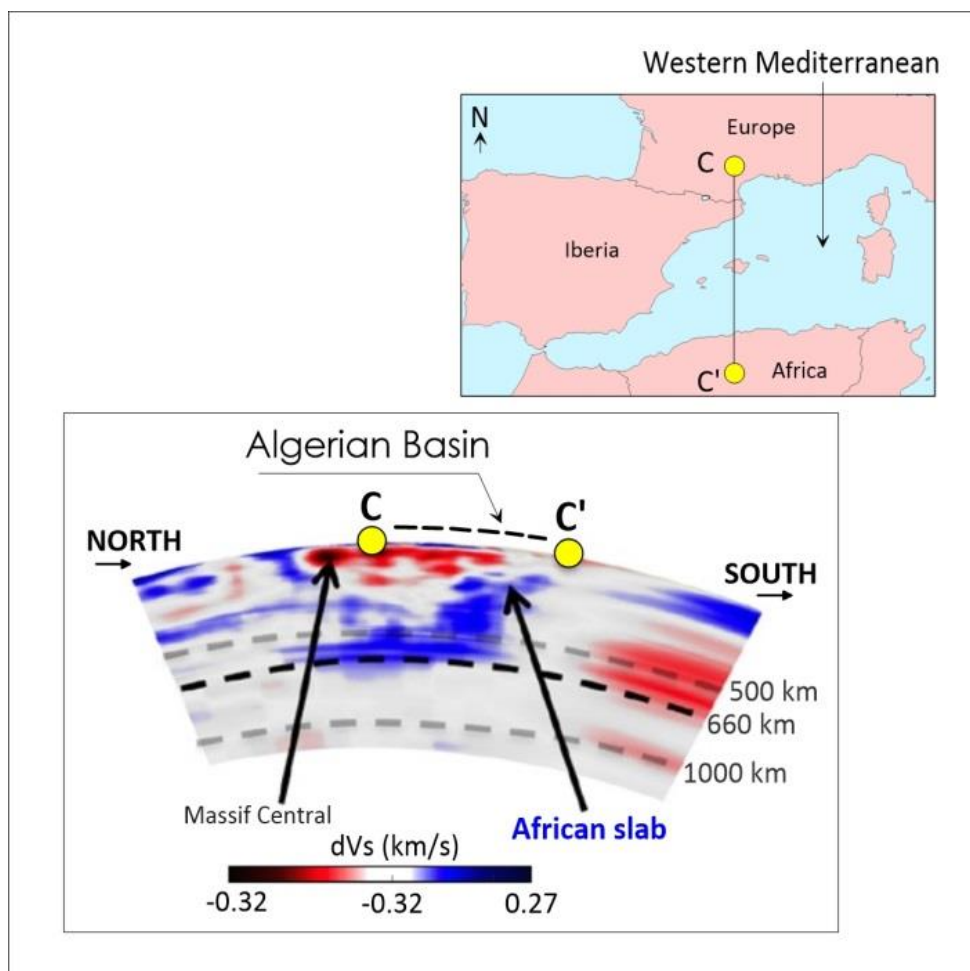 Western Mediterranean
N
Europe
C
Iberia
C'
Africa
Algerian Basin
C
C'
NORTH
SOUTH
500 km
660 km
1000 km
Massif Central
African slab
dVs (km/s)
-0.32
-0.32
0.27